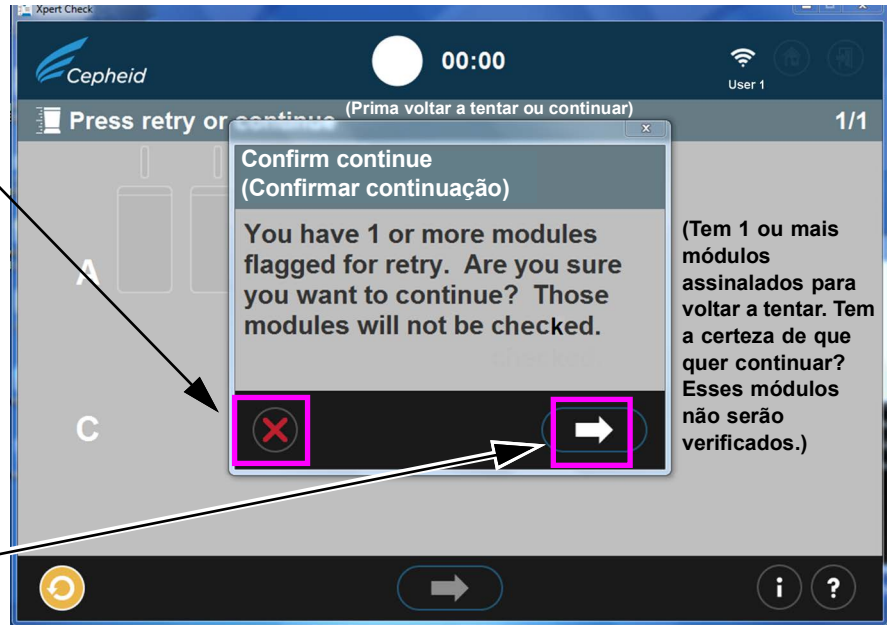 Xpert Check
Cepheid
00:00
User 1
Press retry or continue
(Prima voltar a tentar ou continuar)
1/1
Confirm continue
(Confirmar continuação)
You have 1 or more modules
flagged for retry. Are you sure
you want to continue? Those
modules will not be checked.
(Tem 1 ou mais
módulos
assinalados para
voltar a tentar. Tem
a certeza de que
quer continuar?
Esses módulos
não serão
verificados.)
A
C
i ?